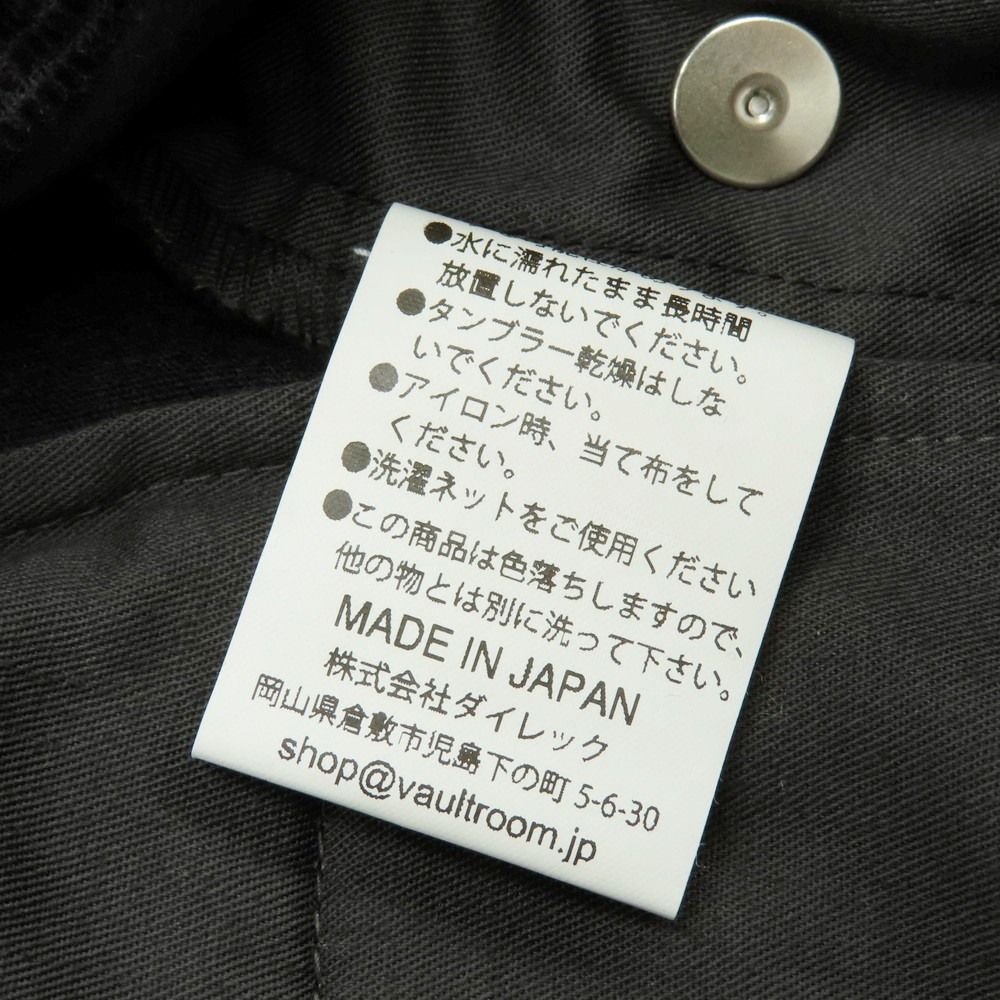 ●水に濡れたまま長時間
放置しないでください。
●タンブラー乾燥はしな
いでください。
●アイロン時、当て布をして
ください。
●洗濯ネットをご使用ください
●この商品は色落ちしますので、
他の物とは別に洗って下さい。
MADE IN JAPAN
株式会社ダイレック
岡山県倉敷市児島下の町 5-6-30
shop@vaultroom.jp